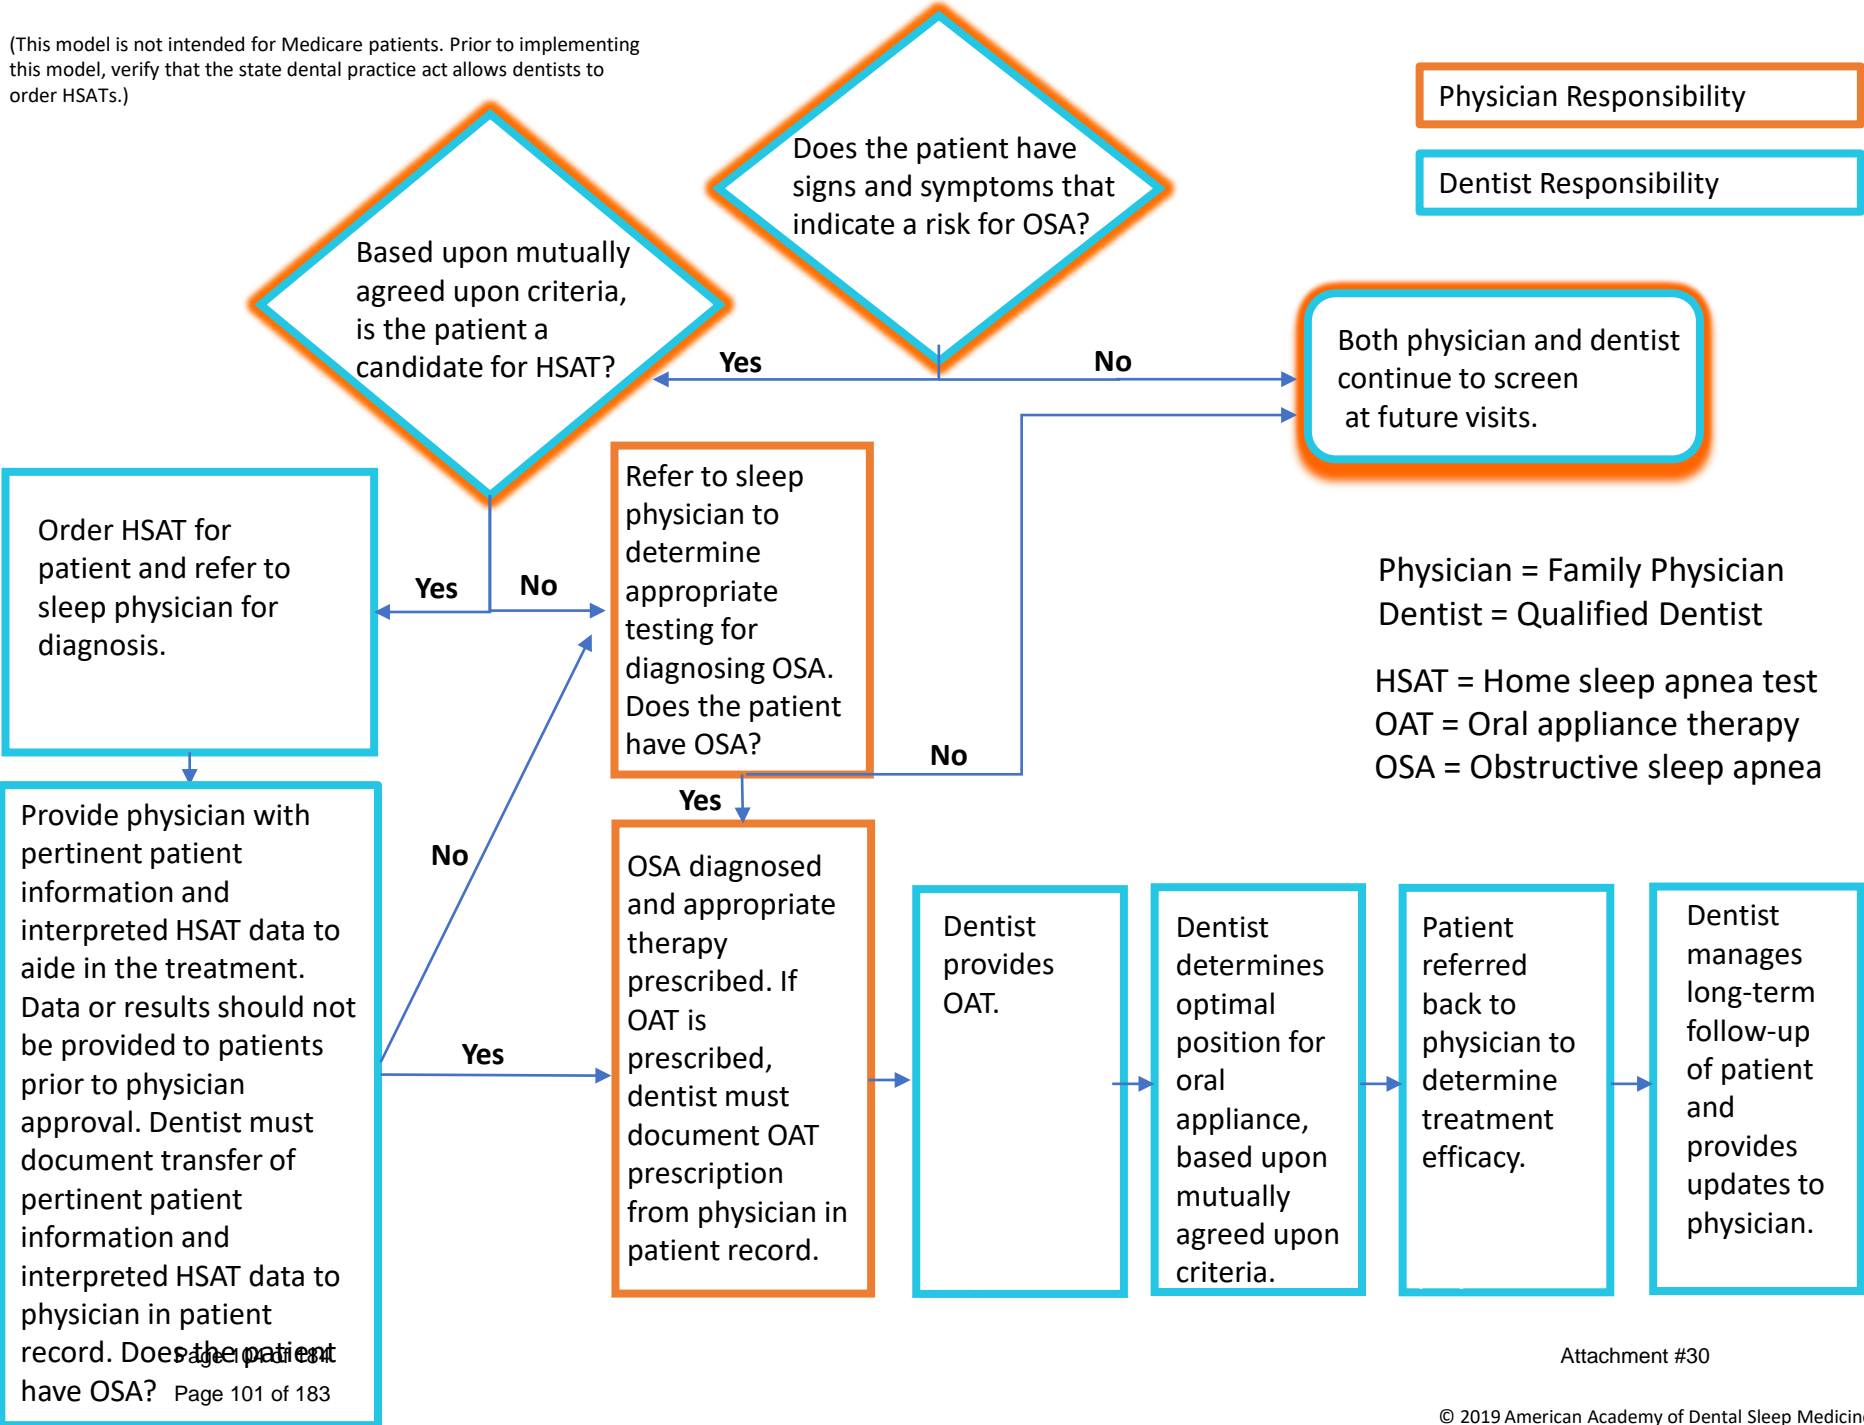 (This model is not intended for Medicare patients. Prior to implementing
this model, verify that the state dental practice act allows dentists to
order HSATs.)
Physician Responsibility
Dentist Responsibility
Does the patient have
signs and symptoms that
indicate a risk for OSA?
Based upon mutually
agreed upon criteria,
is the patient a
candidate for HSAT?
Yes
No
Both physician and dentist
continue to screen
at future visits.
Order HSAT for
patient and refer to
sleep physician for
diagnosis.
Yes
No
Refer to sleep
physician to
determine
appropriate
testing for
diagnosing OSA.
Does the patient
have OSA?
No
Yes
Physician = Family Physician
Dentist = Qualified Dentist
HSAT = Home sleep apnea test
OAT = Oral appliance therapy
OSA = Obstructive sleep apnea
Provide physician with
pertinent patient
information and
interpreted HSAT data to
aide in the treatment.
Data or results should not
be provided to patients
prior to physician
approval. Dentist must
document transfer of
pertinent patient
information and
interpreted HSAT data to
physician in patient
record. Does the patient
have OSA?
No
Yes
OSA diagnosed
and appropriate
therapy
prescribed. If
OAT is
prescribed,
dentist must
document OAT
prescription
from physician in
patient record.
Dentist
provides
OAT.
Dentist
determines
optimal
position for
oral
appliance,
based upon
mutually
agreed upon
criteria.
Patient
referred
back to
physician to
determine
treatment
efficacy.
Dentist
manages
long-term
follow-up
of patient
and
provides
updates to
physician.
Page 104 of 184
Page 101 of 183
Attachment #30
© 2019 American Academy of Dental Sleep Medicine